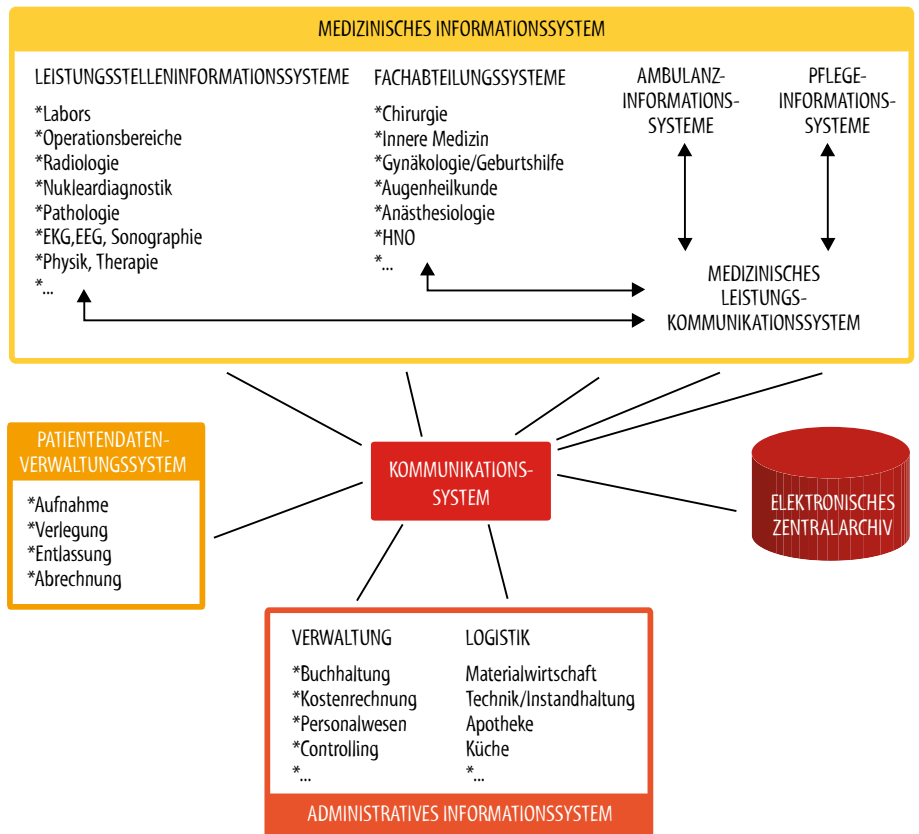 MEDIZINISCHES INFORMATIONSSYSTEM
LEISTUNGSSTELLENINFORMATIONSSYSTEME
*Labors
*Operationsbereiche
*Radiologie
*Nukleardiagnostik
*Pathologie
*EKG,EEG, Sonographie
*Physik, Therapie
*...
FACHABTEILUNGSSYSTEME
*Chirurgie
*Innere Medizin
*Gynäkologie/Geburtshilfe
*Augenheilkunde
*Anästhesiologie
*HNO
*...
AMBULANZ-
INFORMATIONS-
SYSTEME
PFLEGE-
INFORMATIONS-
SYSTEME
MEDIZINISCHES
LEISTUNGS-
KOMMUNIKATIONSSYSTEM
PATIENTENDATEN-
VERWALTUNGSSYSTEM
*Aufnahme
*Verlegung
*Entlassung
*Abrechnung
KOMMUNIKATIONS-
SYSTEM
ELEKTRONISCHES
ZENTRALARCHIV
VERWALTUNG
*Buchhaltung
*Kostenrechnung
*Personalwesen
*Controlling
*...
LOGISTIK
Materialwirtschaft
Technik/Instandhaltung
Apotheke
Küche
*...
ADMINISTRATIVES INFORMATIONSSYSTEM